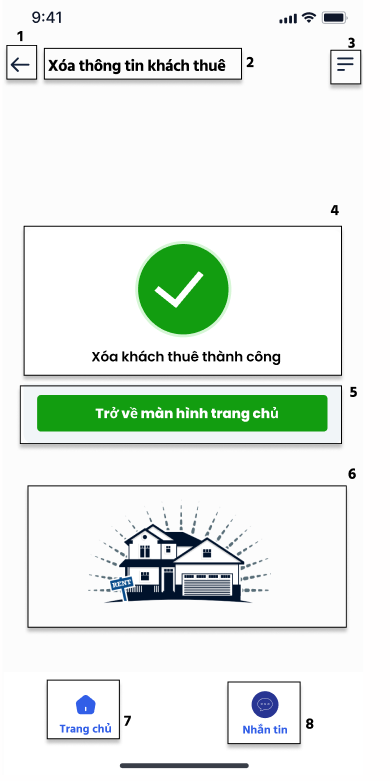 9:41
1
Xóa thông tin khách thuê
2
3
4
Xóa khách thuê thành công
5
Trở về màn hình trang chủ
6
RENT
Trang chủ
7
Nhắn tin
8